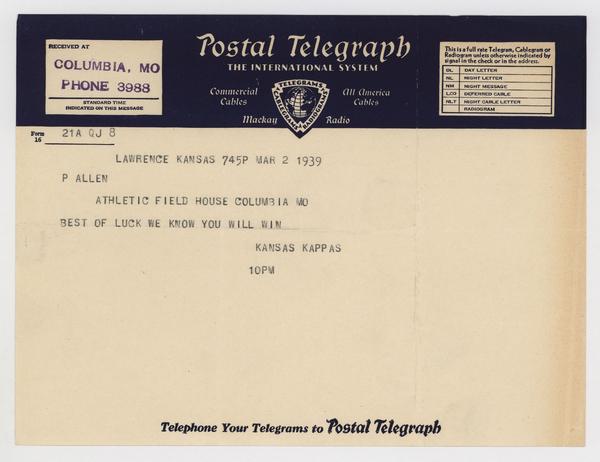 RECEIVED AT
COLUMBIA, MO
PHONE 3988
STANDARD TIME
INDICATED ON THIS MESSAGE
Postal Telegraph
THE INTERNATIONAL SYSTEM
Commercial Cables
All America Cables
TELEGRAMS
CABLEGRAMS
RADIOGRAMS
Mackay Radio
This is a full rate Telegram, Cablegram or
Radiogram unless otherwise indicated by
signal in the check or in the address.
DL DAY LETTER
NL NIGHT LETTER
NM NIGHT MESSAGE
LCO DEFERRED CABLE
NLT NIGHT CABLE LETTER
RADIOGRAM
Form 16
21A QJ 8
LAWRENCE KANSAS 745P MAR 2 1939
P ALLEN
ATHLETIC FIELD HOUSE COLUMBIA MO
BEST OF LUCK WE KNOW YOU WILL WIN
KANSAS KAPPAS
10PM
Telephone Your Telegrams to Postal Telegraph